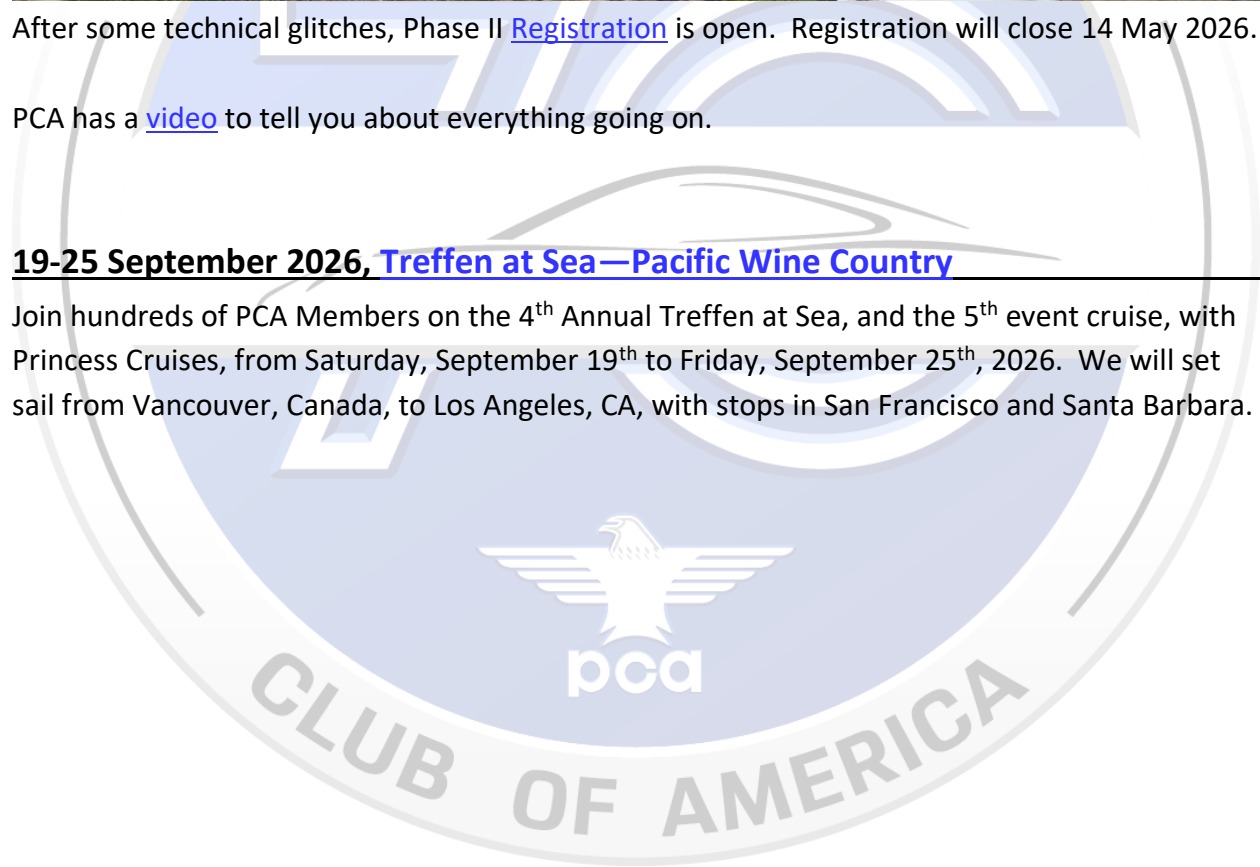 After some technical glitches, Phase II Registration is open.  Registration will close 14 May 2026.
PCA has a video to tell you about everything going on.
19-25 September 2026, Treffen at Sea—Pacific Wine Country
Join hundreds of PCA Members on the 4th Annual Treffen at Sea, and the 5th event cruise, with
Princess Cruises, from Saturday, September 19th to Friday, September 25th, 2026.  We will set
sail from Vancouver, Canada, to Los Angeles, CA, with stops in San Francisco and Santa Barbara.
70
pca
CLUB OF AMERICA